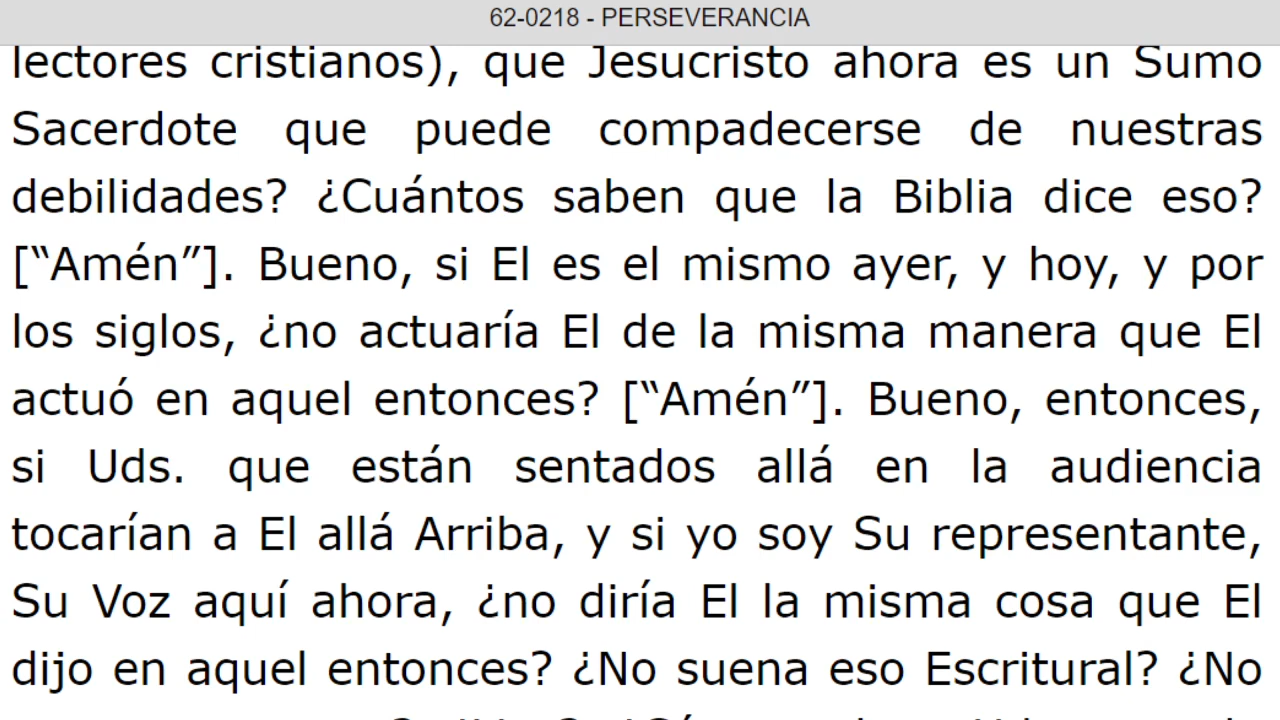 62-0218 - PERSEVERANCIA
lectores cristianos), que Jesucristo ahora es un Sumo
Sacerdote que puede compadecerse de nuestras
debilidades? ¿Cuántos saben que la Biblia dice eso?
[“Amén”]. Bueno, si El es el mismo ayer, y hoy, y por
los siglos, ¿no actuaría El de la misma manera que El
actuó en aquel entonces? [“Amén”]. Bueno, entonces,
si Uds. que están sentados allá en la audiencia
tocarían a El allá Arriba, y si yo soy Su representante,
Su Voz aquí ahora, ¿no diría El la misma cosa que El
dijo en aquel entonces? ¿No suena eso Escritural? ¿No